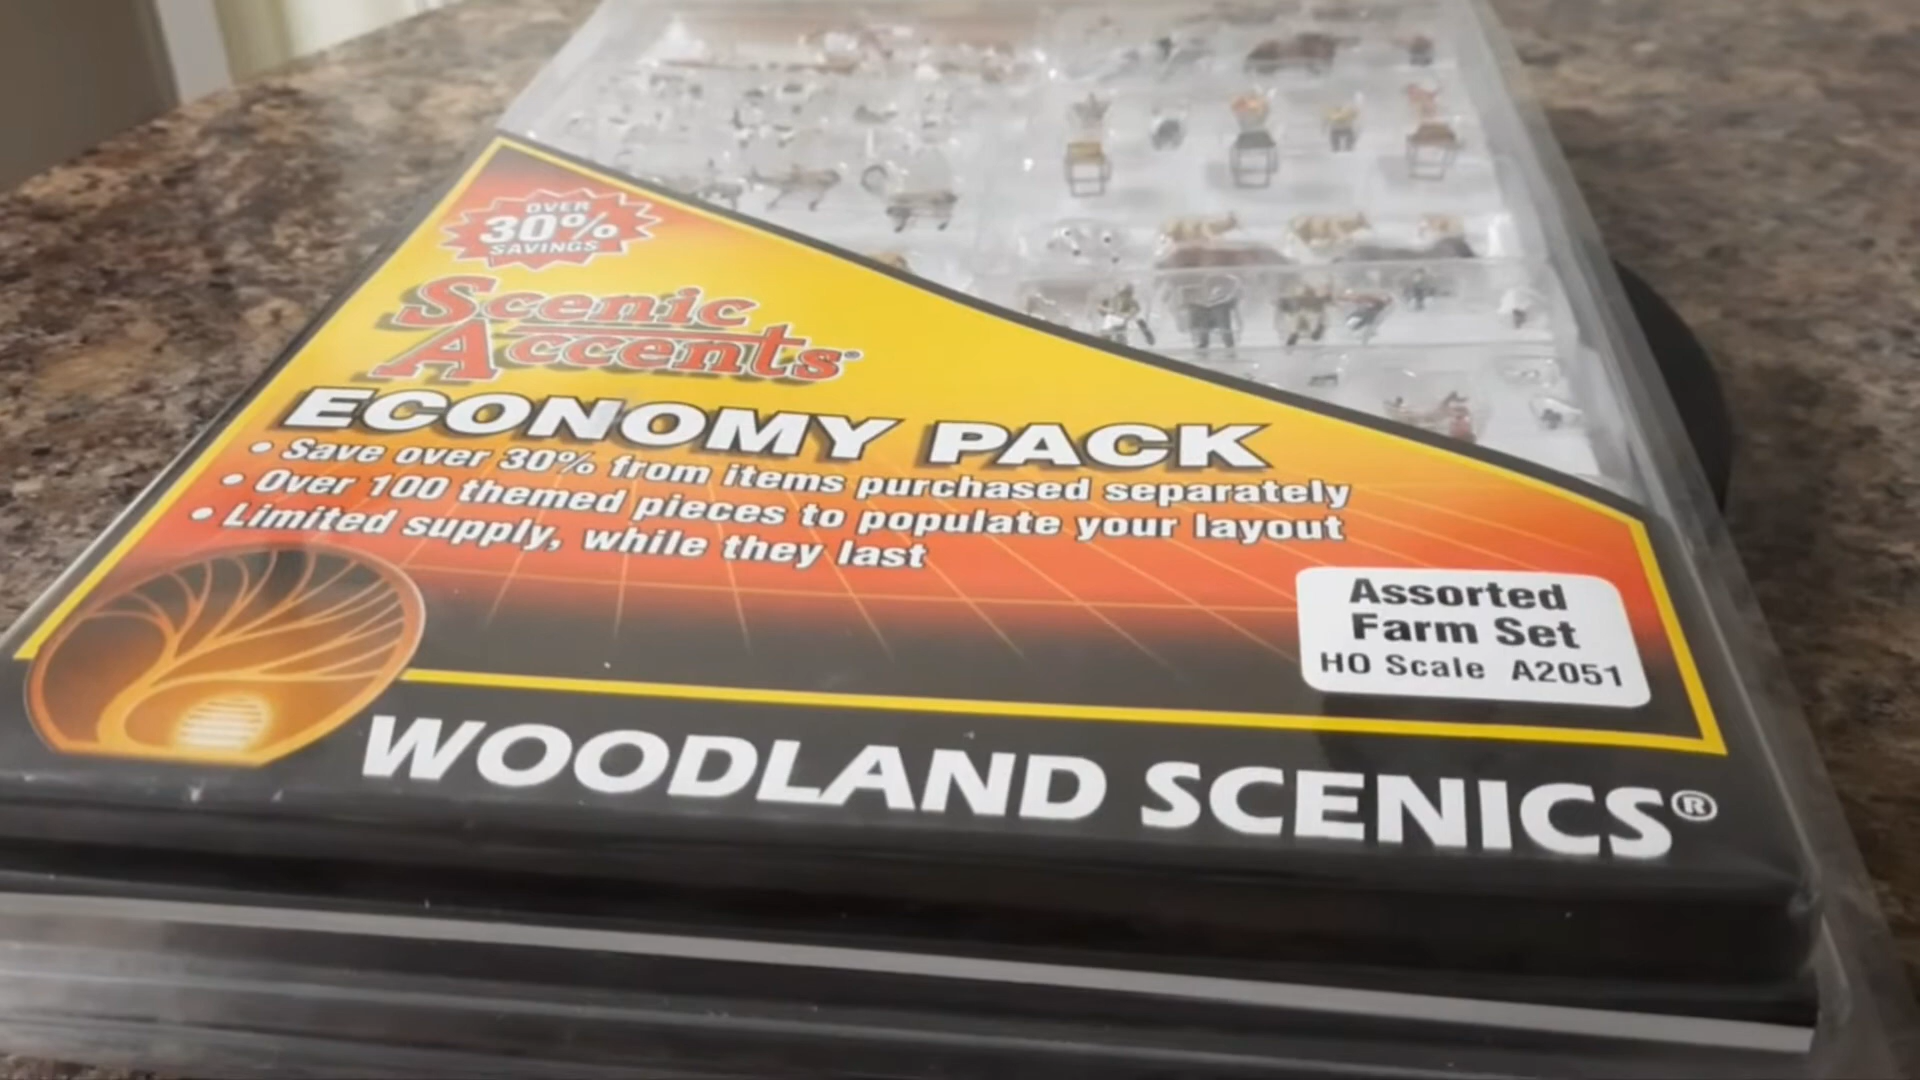 OVER
30%
SAVINGS
Scenic
Accents®
ECONOMY PACK
• Save over 30% from items purchased separately
• Over 100 themed pieces to populate your layout
• Limited supply, while they last
Assorted
Farm Set
HO Scale A2051
WOODLAND SCENICS®